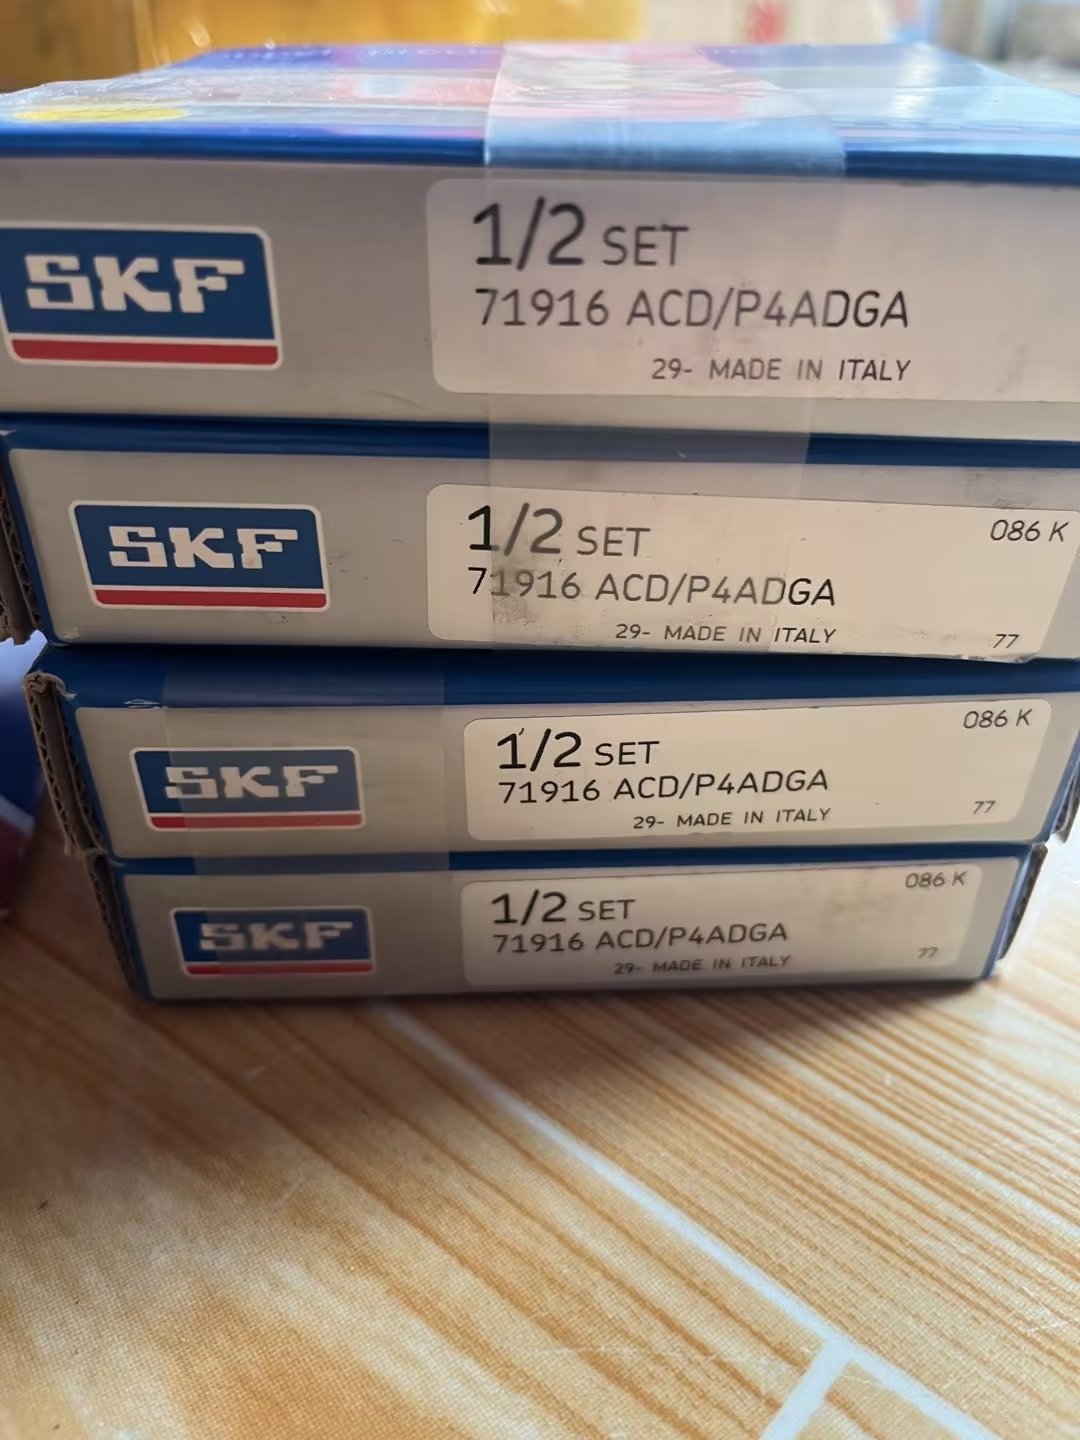 SKF
1/2 SET
71916 ACD/P4ADGA
29- MADE IN ITALY
SKF
1/2 SET
086 K
71916 ACD/P4ADGA
29- MADE IN ITALY
77
SKF
1/2 SET
086 K
71916 ACD/P4ADGA
29- MADE IN ITALY
77
SKF
1/2 SET
086 K
71916 ACD/P4ADGA
29- MADE IN ITALY
77